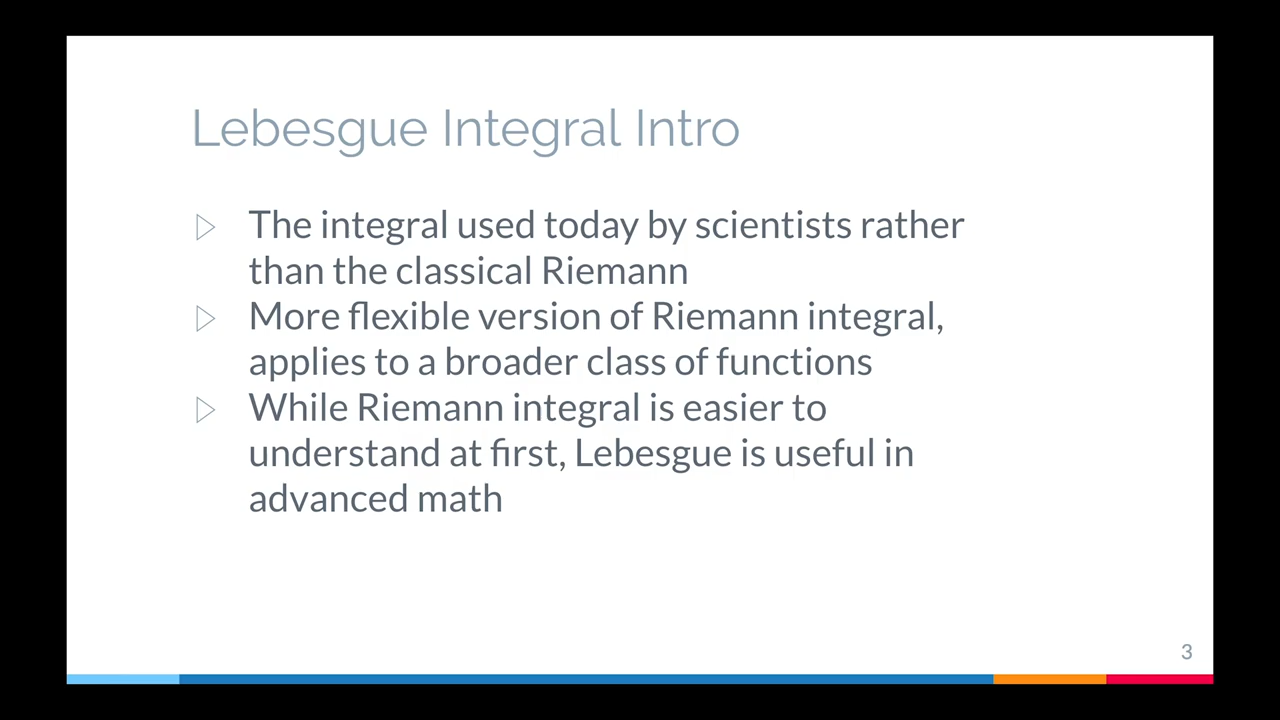 Lebesgue Integral Intro
The integral used today by scientists rather
than the classical Riemann
More flexible version of Riemann integral,
applies to a broader class of functions
While Riemann integral is easier to
understand at first, Lebesgue is useful in
advanced math
3